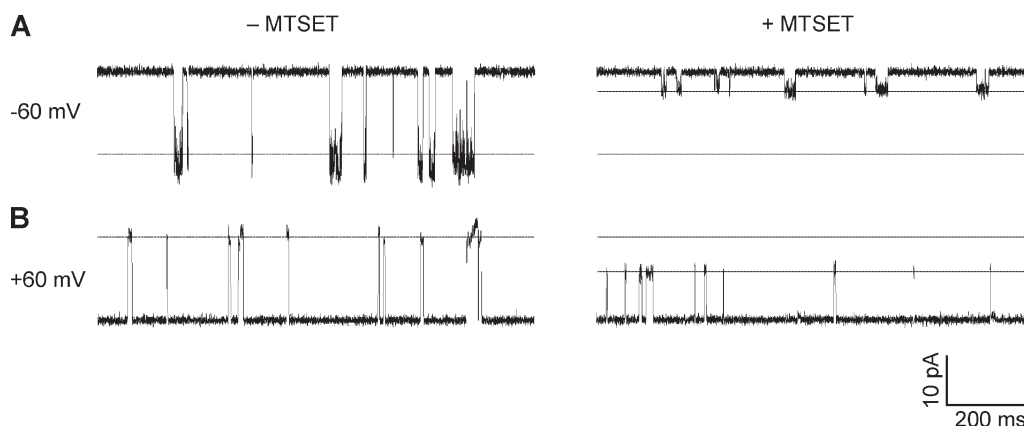 A
– MTSET
+ MTSET
-60 mV
B
+60 mV
10 pA
200 ms